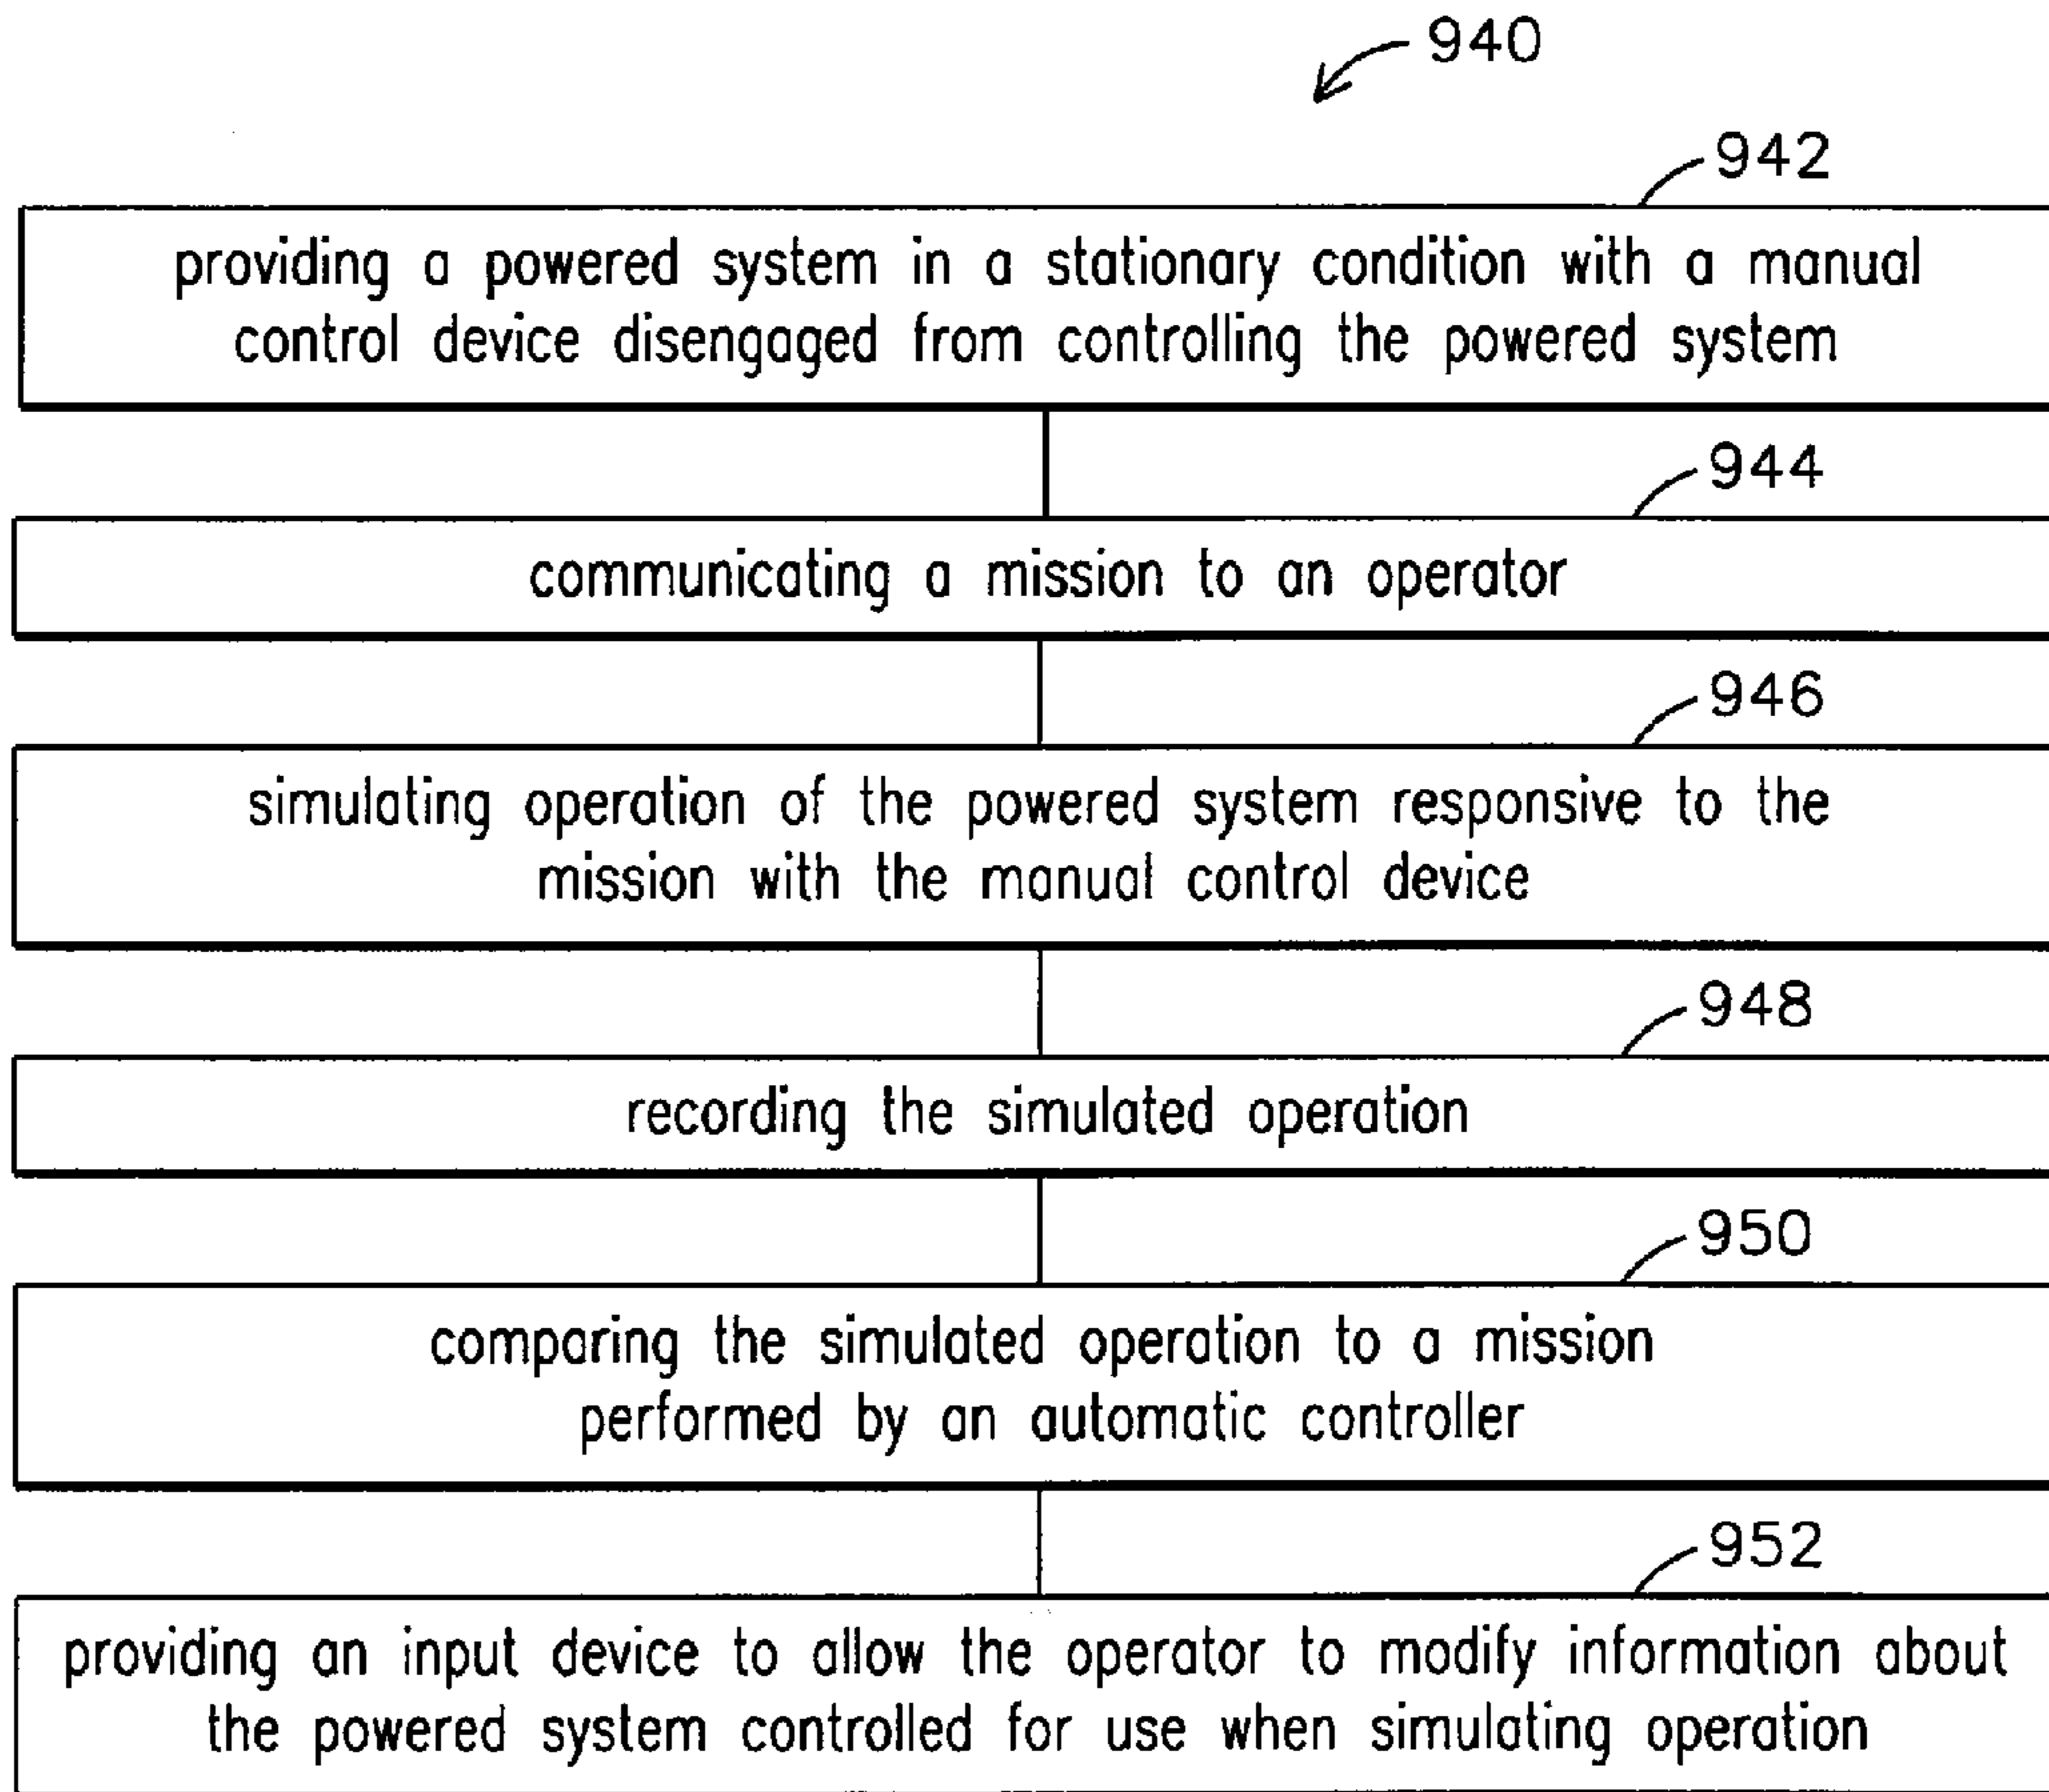 940
942
providing a powered system in a stationary condition with a manual
control device disengaged from controlling the powered system
944
communicating a mission to an operator
946
simulating operation of the powered system responsive to the
mission with the manual control device
948
recording the simulated operation
950
comparing the simulated operation to a mission
performed by an automatic controller
952
providing an input device to allow the operator to modify information about
the powered system controlled for use when simulating operation